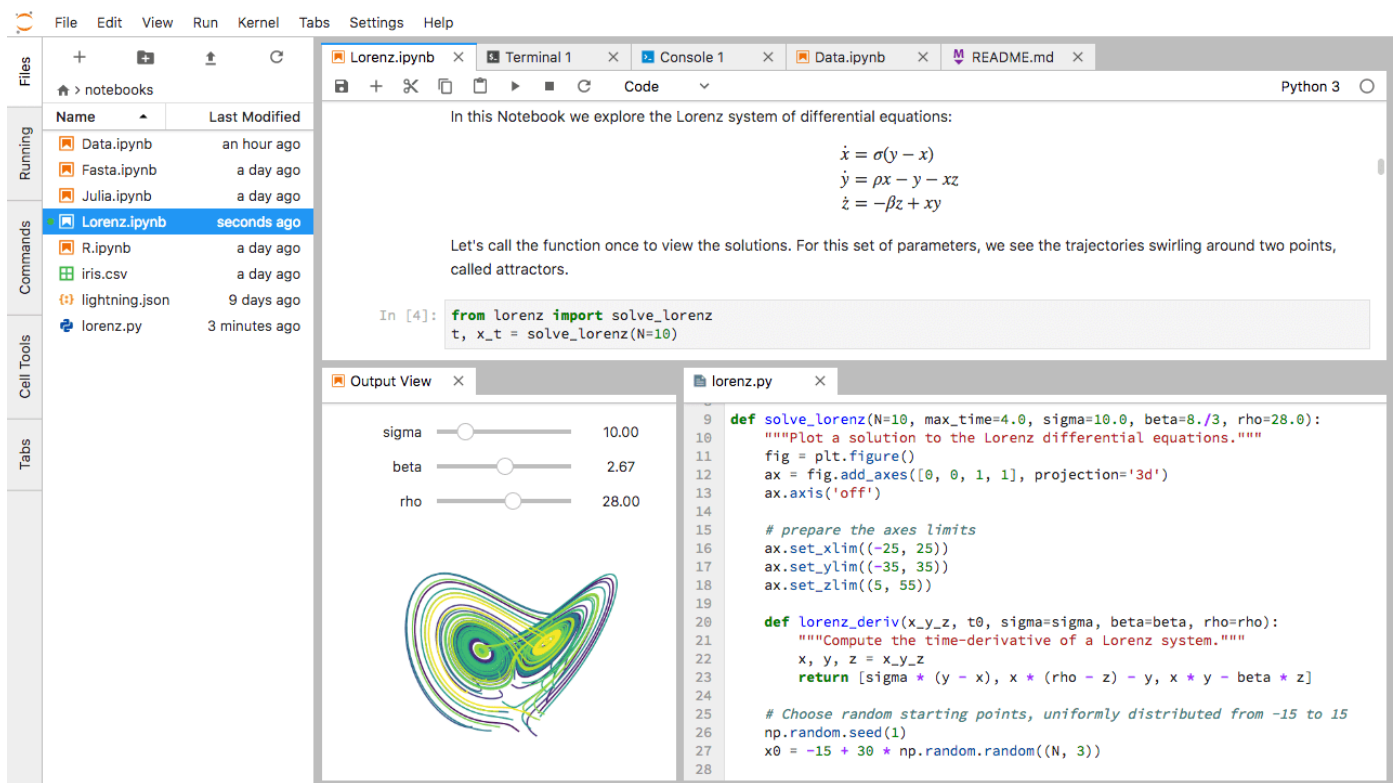 File Edit View Run Kernel Tabs Settings Help
Files
Running
Commands
Cell Tools
Tabs
> notebooks
Name Last Modified
Data.ipynb an hour ago
Fasta.ipynb a day ago
Julia.ipynb a day ago
Lorenz.ipynb seconds ago
R.ipynb a day ago
iris.csv a day ago
lightning.json 9 days ago
lorenz.py 3 minutes ago
Lorenz.ipynb Terminal 1 Console 1 Data.ipynb README.md
Code Python 3
In this Notebook we explore the Lorenz system of differential equations:
ẋ = σ(y − x)
ẏ = ρx − y − xz
ż = −βz + xy
Let's call the function once to view the solutions. For this set of parameters, we see the trajectories swirling around two points,
called attractors.
In [4]: from lorenz import solve_lorenz
t, x_t = solve_lorenz(N=10)
Output View
sigma 10.00
beta 2.67
rho 28.00
lorenz.py
9 def solve_lorenz(N=10, max_time=4.0, sigma=10.0, beta=8./3, rho=28.0):
10 """Plot a solution to the Lorenz differential equations."""
11 fig = plt.figure()
12 ax = fig.add_axes([0, 0, 1, 1], projection='3d')
13 ax.axis('off')
14
15 # prepare the axes limits
16 ax.set_xlim((-25, 25))
17 ax.set_ylim((-35, 35))
18 ax.set_zlim((5, 55))
19
20 def lorenz_deriv(x_y_z, t0, sigma=sigma, beta=beta, rho=rho):
21 """Compute the time-derivative of a Lorenz system."""
22 x, y, z = x_y_z
23 return [sigma * (y - x), x * (rho - z) - y, x * y - beta * z]
24
25 # Choose random starting points, uniformly distributed from -15 to 15
26 np.random.seed(1)
27 x0 = -15 + 30 * np.random.random((N, 3))
28